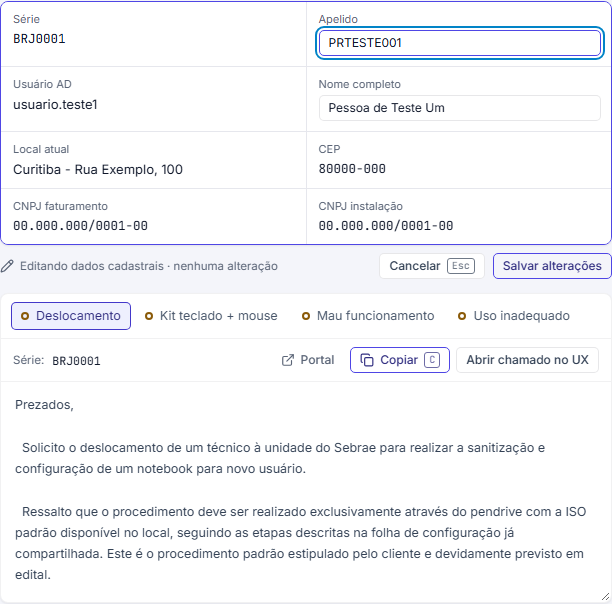 Série
BRJ0001
Apelido
PRTESTE001
Usuário AD
usuario.teste1
Nome completo
Pessoa de Teste Um
Local atual
Curitiba - Rua Exemplo, 100
CEP
80000-000
CNPJ faturamento
00.000.000/0001-00
CNPJ instalação
00.000.000/0001-00
Editando dados cadastrais · nenhuma alteração
Cancelar Esc
Salvar alterações
Deslocamento
Kit teclado + mouse
Mau funcionamento
Uso inadequado
Série: BRJ0001
Portal
Copiar C
Abrir chamado no UX
Prezados,
Solicito o deslocamento de um técnico à unidade do Sebrae para realizar a sanitização e
configuração de um notebook para novo usuário.
Ressalto que o procedimento deve ser realizado exclusivamente através do pendrive com a ISO
padrão disponível no local, seguindo as etapas descritas na folha de configuração já
compartilhada. Este é o procedimento padrão estipulado pelo cliente e devidamente previsto em
edital.